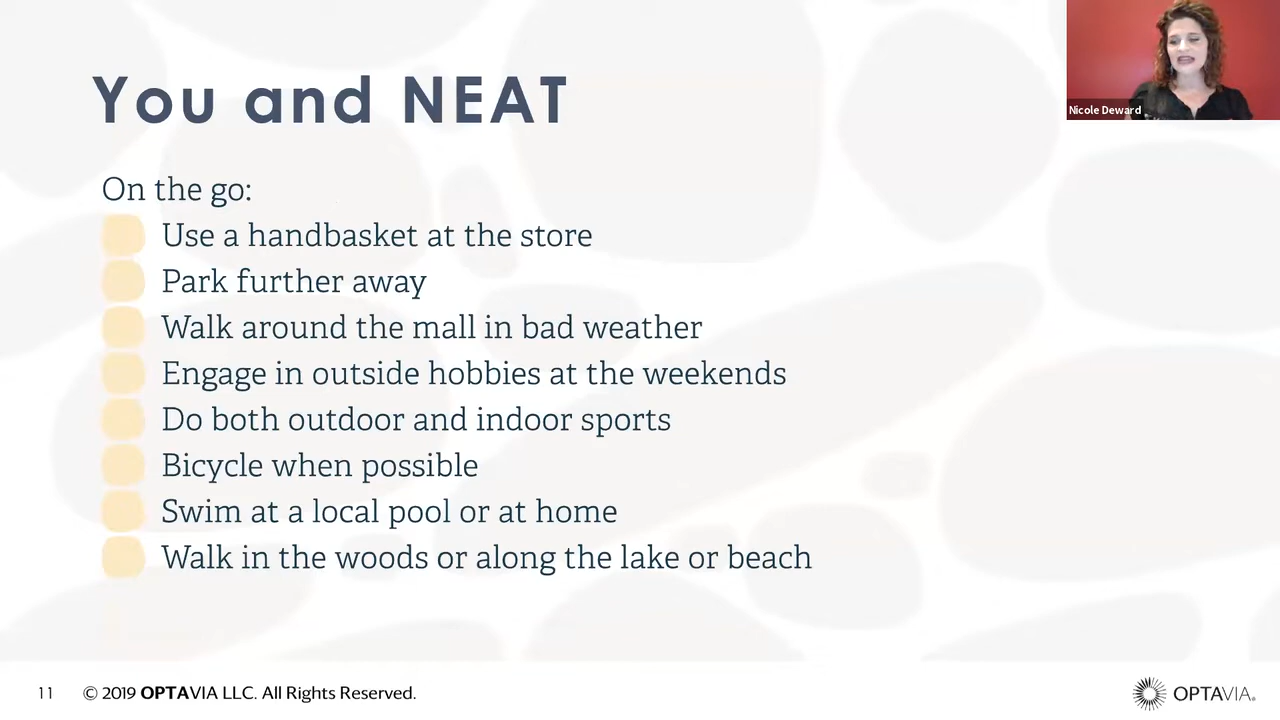 You and NEAT
Nicole Deward
On the go:
Use a handbasket at the store
Park further away
Walk around the mall in bad weather
Engage in outside hobbies at the weekends
Do both outdoor and indoor sports
Bicycle when possible
Swim at a local pool or at home
Walk in the woods or along the lake or beach
11 © 2019 OPTAVIA LLC. All Rights Reserved.
OPTAVIA®